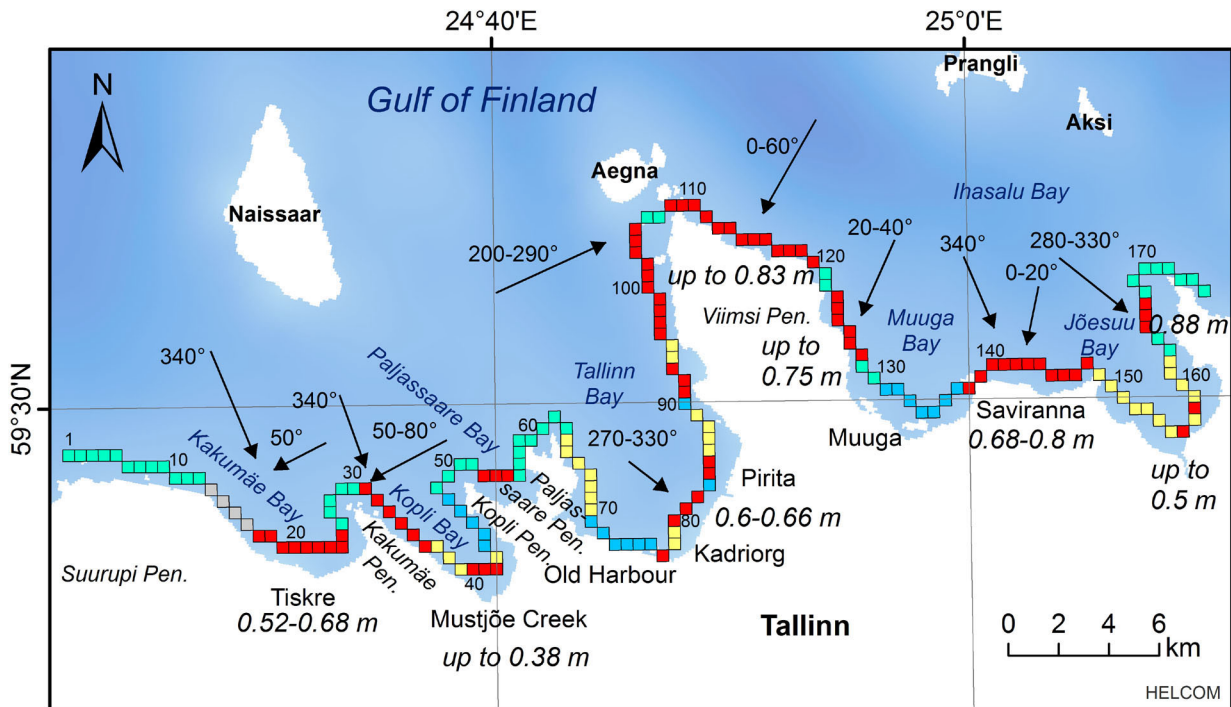 24°40'E
25°0'E
N
Gulf of Finland
Prangli
Aksi
Naissaar
Aegna
0-60°
110
Ihasalu Bay
200-290°
100
up to 0.83 m
120
20-40°
340°
280-330°
0-20°
170
Viimsi Pen.
Muuga
Bay
Jõesuu
Bay
0.88 m
up to
0.75 m
130
140
150
160
59°30'N
340°
340°
50°
50-80°
Paljassaare Bay
Tallinn
Bay
90
270-330°
1
10
Kakumäe Bay
20
30
Kopli Bay
50
60
70
80
Paljas-
saare Pen.
Kopli Pen.
Kakumäe
Pen.
40
Pirita
0.6-0.66 m
Kadriorg
Old Harbour
Muuga
Saviranna
0.68-0.8 m
up to
0.5 m
Suurupi Pen.
Tiskre
0.52-0.68 m
Mustjõe Creek
up to 0.38 m
Tallinn
0 2 4 6
km
HELCOM